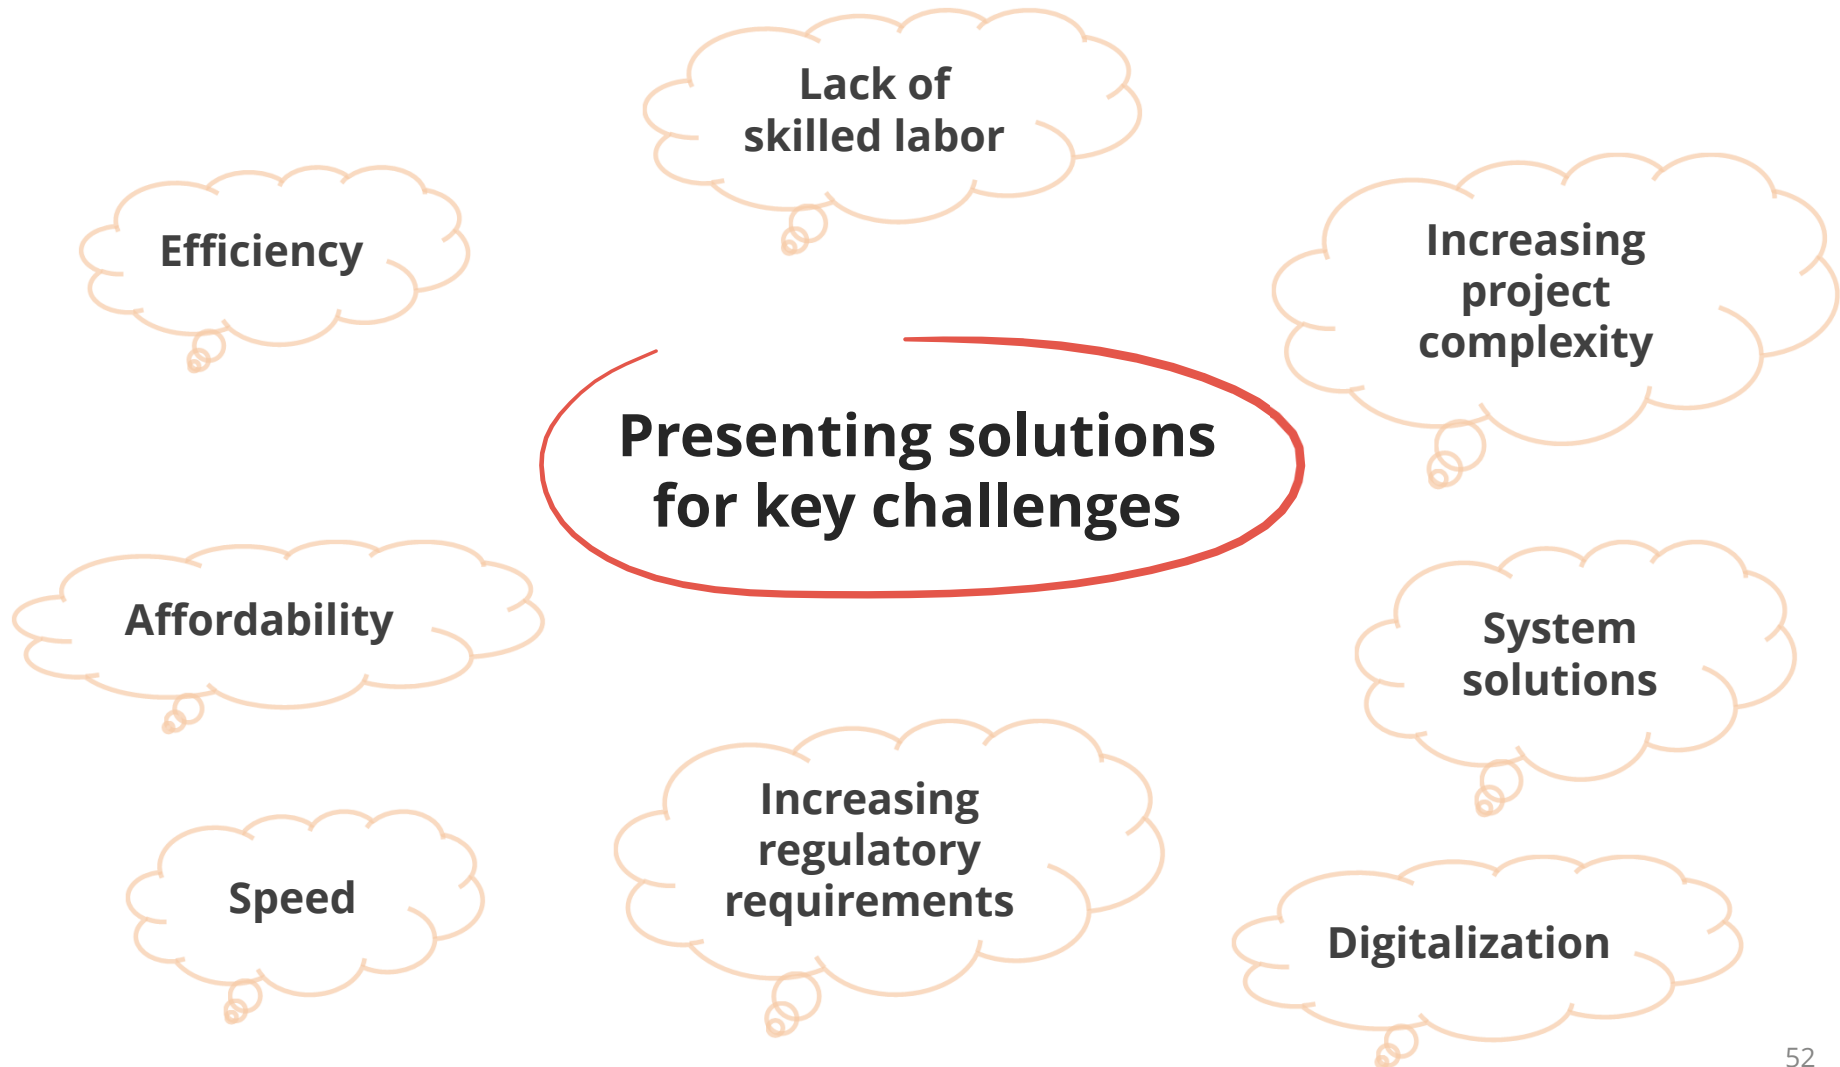 Lack of
skilled labor
Efficiency
Increasing
project
complexity
Presenting solutions
for key challenges
Affordability
System
solutions
Increasing
regulatory
requirements
Speed
Digitalization
52